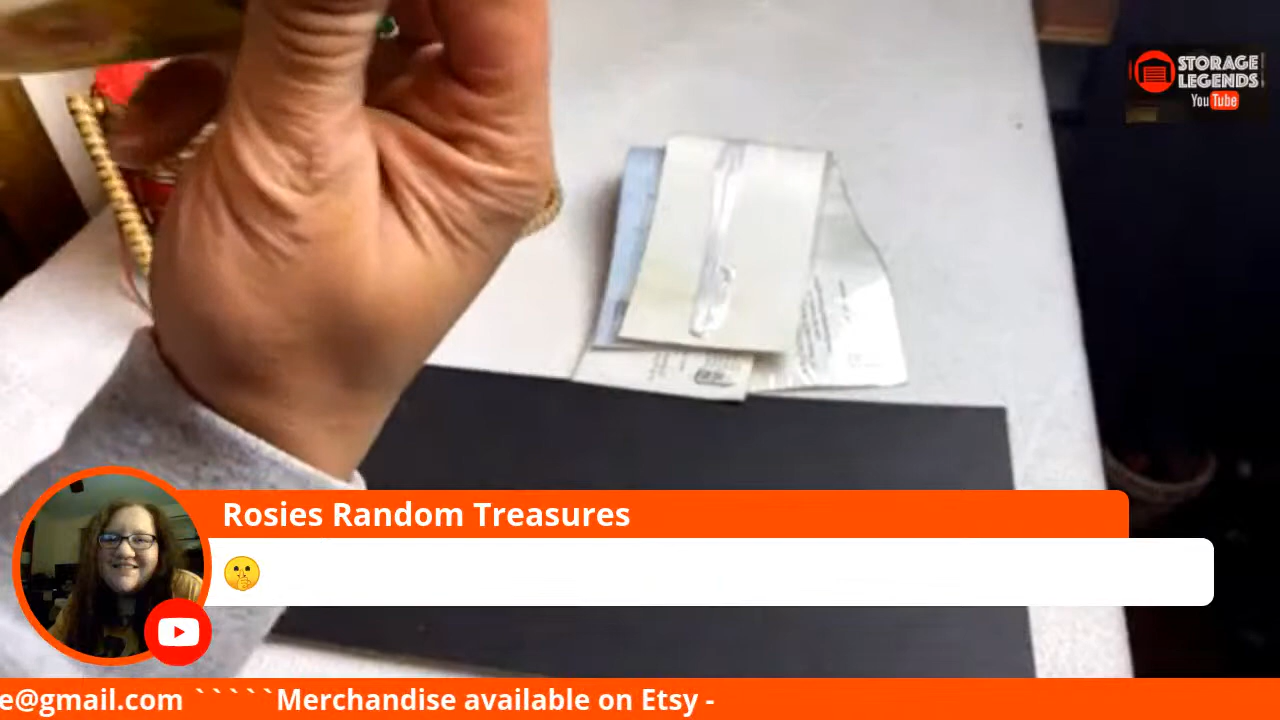 STORAGE
LEGENDS
YouTube
Rosies Random Treasures
🤫
e@gmail.com `````Merchandise available on Etsy -